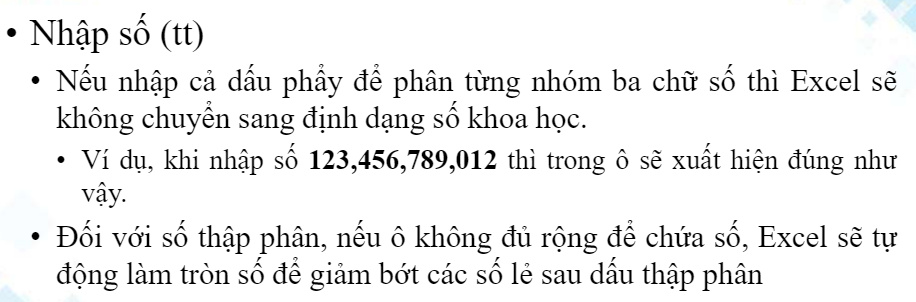 • Nhập số (tt)
• Nếu nhập cả dấu phẩy để phân từng nhóm ba chữ số thì Excel sẽ
không chuyển sang định dạng số khoa học.
• Ví dụ, khi nhập số 123,456,789,012 thì trong ô sẽ xuất hiện đúng như
vậy.
• Đối với số thập phân, nếu ô không đủ rộng để chứa số, Excel sẽ tự
động làm tròn số để giảm bớt các số lẻ sau dấu thập phân